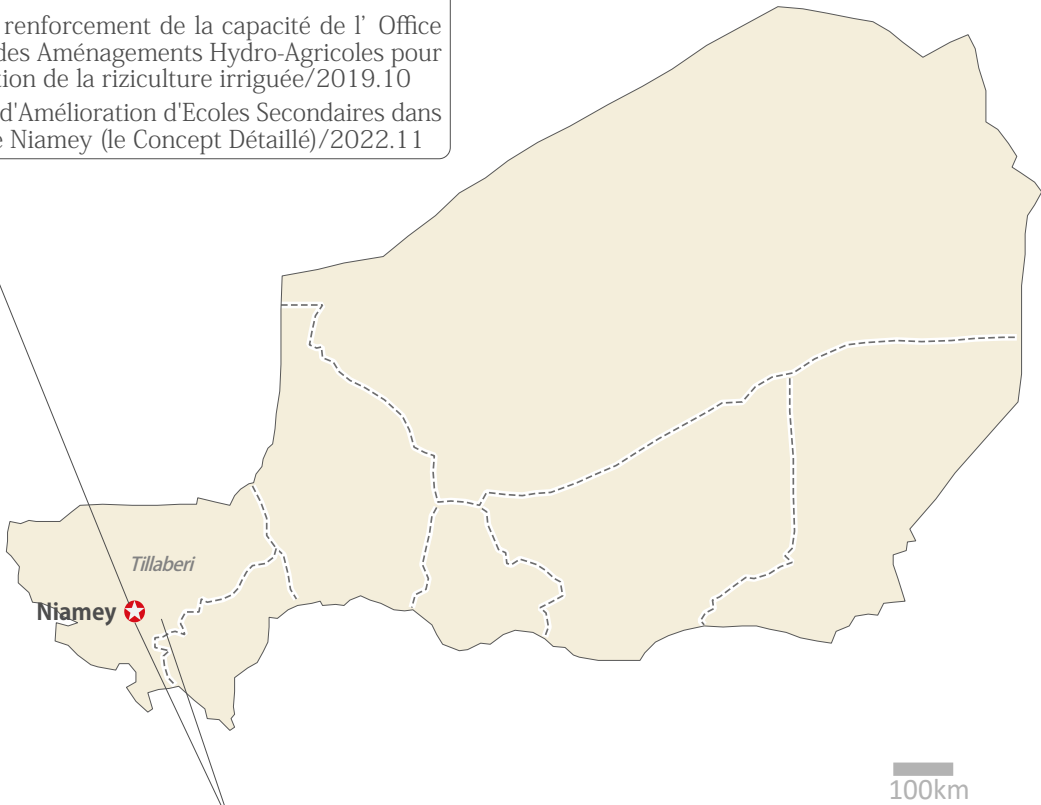 renforcement de la capacité de l' Office
des Aménagements Hydro-Agricoles pour
tion de la riziculture irriguée/2019.10
d'Amélioration d'Ecoles Secondaires dans
e Niamey (le Concept Détaillé)/2022.11
Tillaberi
Niamey
100km